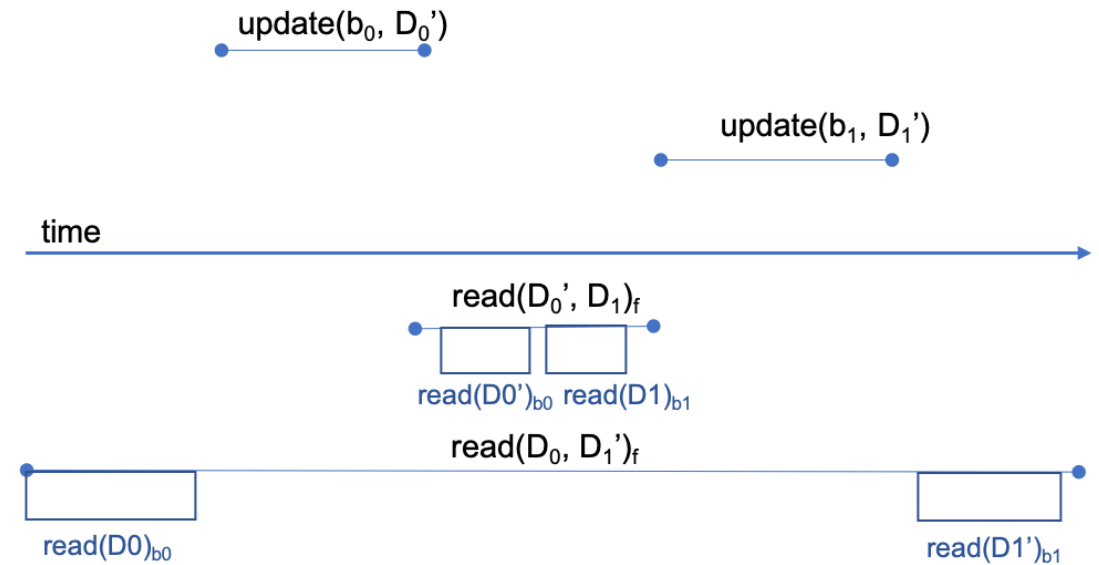 update(b₀, D₀’)
update(b₁, D₁’)
time
read(D₀’, D₁)f
read(D0’)b0 read(D1)b1
read(D₀, D₁’)f
read(D0)b0
read(D1’)b1